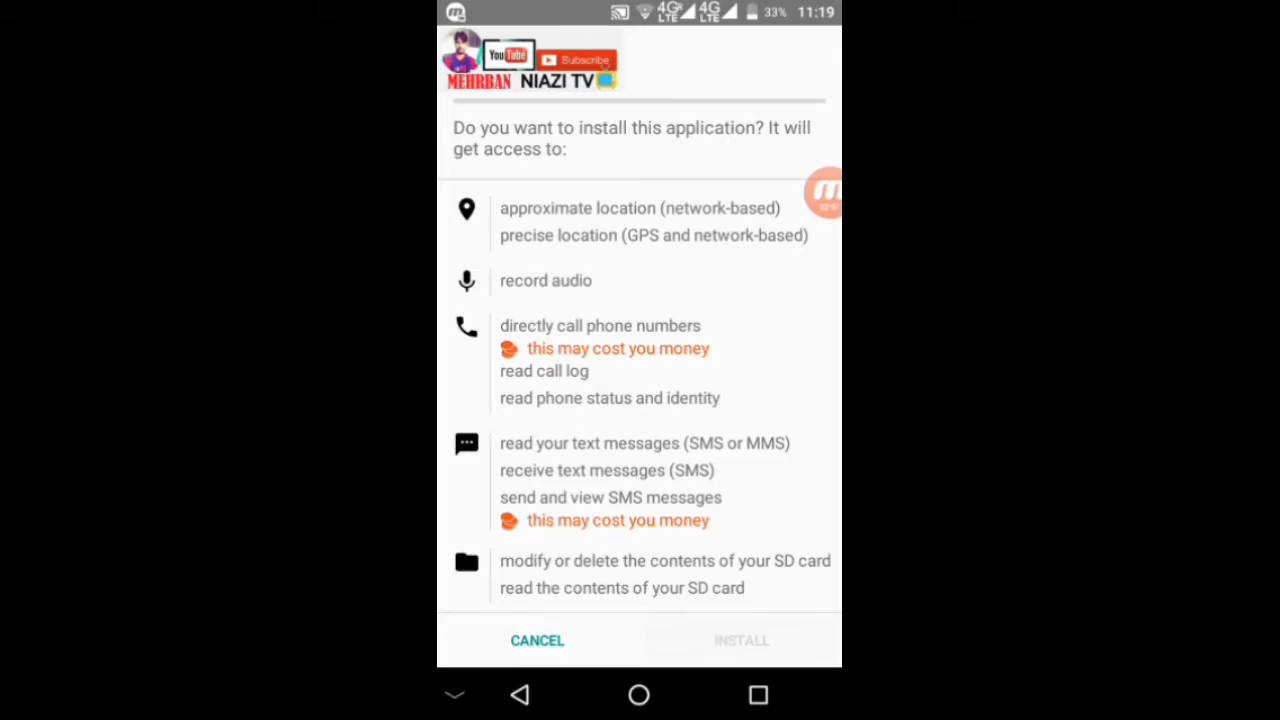 4G 4G 33% 11:19
LTE LTE
YouTube Subscribe
MEHRBAN NIAZI TV
Do you want to install this application? It will
get access to:
approximate location (network-based)
precise location (GPS and network-based)
record audio
directly call phone numbers
this may cost you money
read call log
read phone status and identity
read your text messages (SMS or MMS)
receive text messages (SMS)
send and view SMS messages
this may cost you money
modify or delete the contents of your SD card
read the contents of your SD card
CANCEL INSTALL